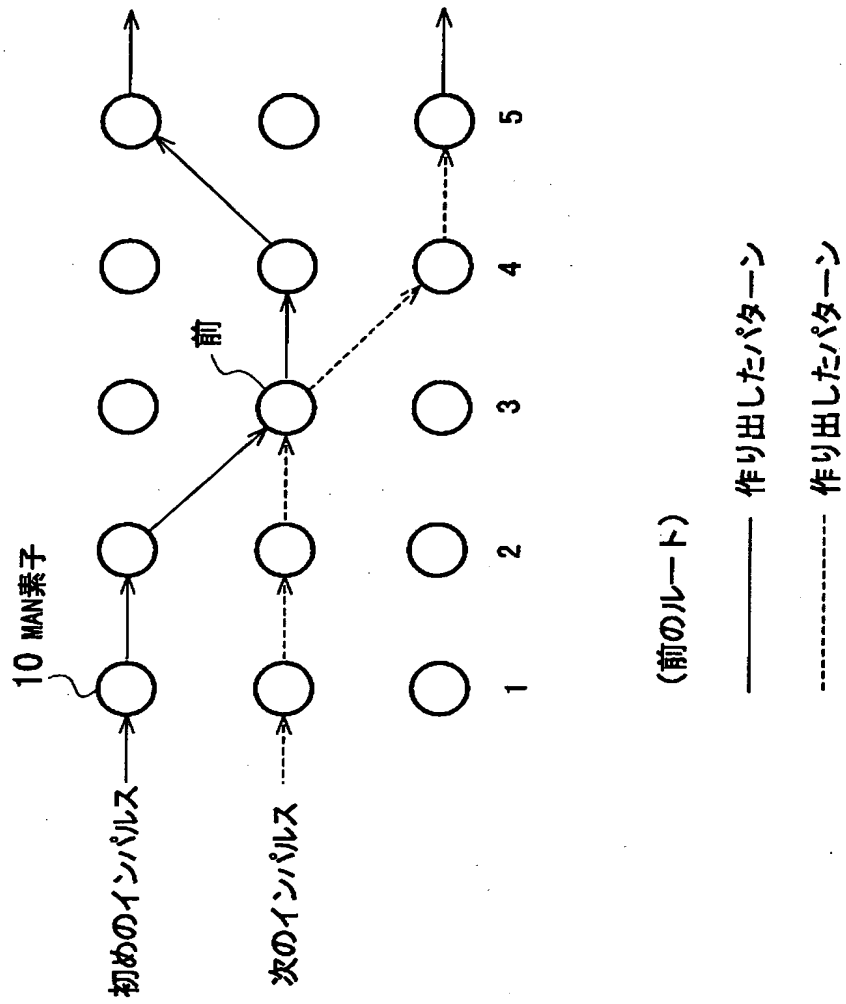 10 MAN素子
初めのインパルス
前
次のインパルス
1 2 3 4 5
(前のルート)
作り出したパターン
作り出したパターン